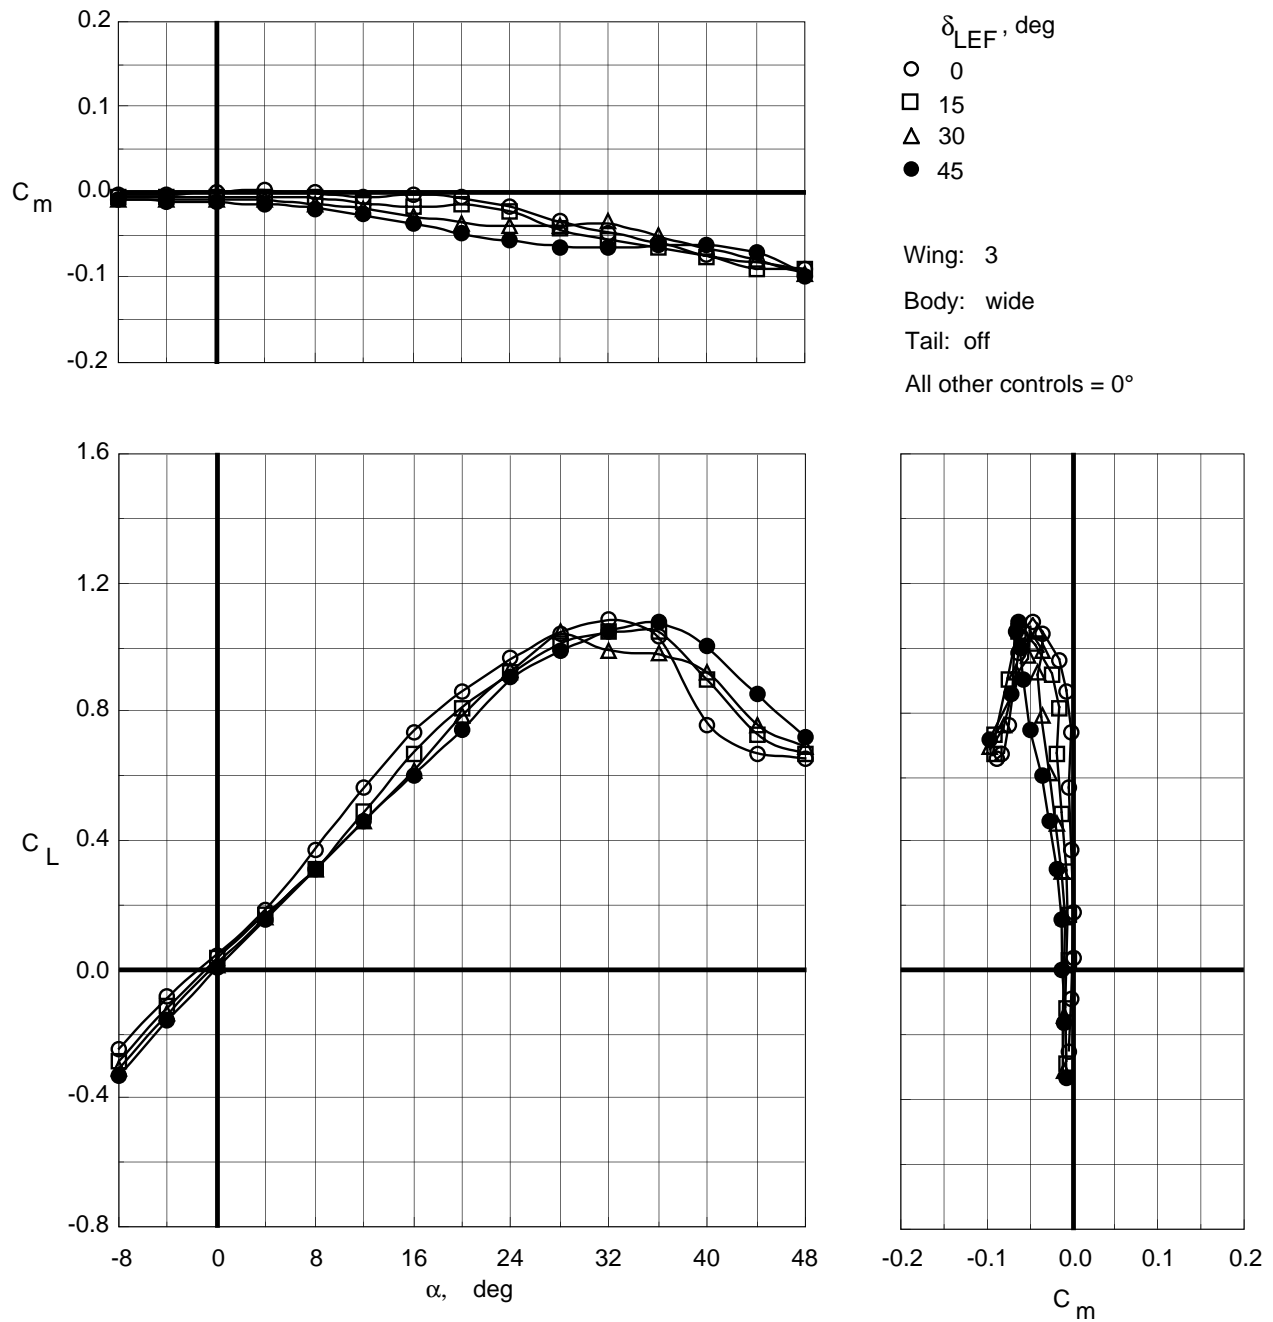 0.2
0.1
0.0
-0.1
-0.2
C m
δLEF, deg
0
15
30
45
Wing: 3
Body: wide
Tail: off
All other controls = 0°
1.6
1.2
0.8
0.4
0.0
-0.4
-0.8
C L
-8 0 8 16 24 32 40 48
α, deg
-0.2 -0.1 0.0 0.1 0.2
C m